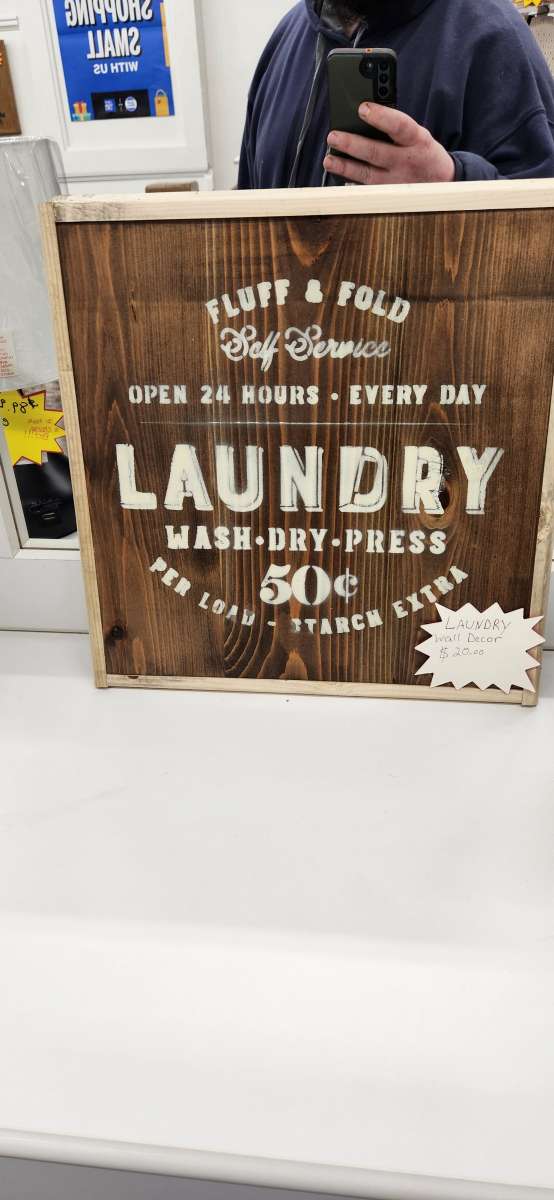 SHOPPING
SMALL
WITH US
FLUFF & FOLD
Self Service
OPEN 24 HOURS • EVERY DAY
LAUNDRY
WASH•DRY•PRESS
50¢
PER LOAD - STARCH EXTRA
LAUNDRY
Wall Decor
$20.00